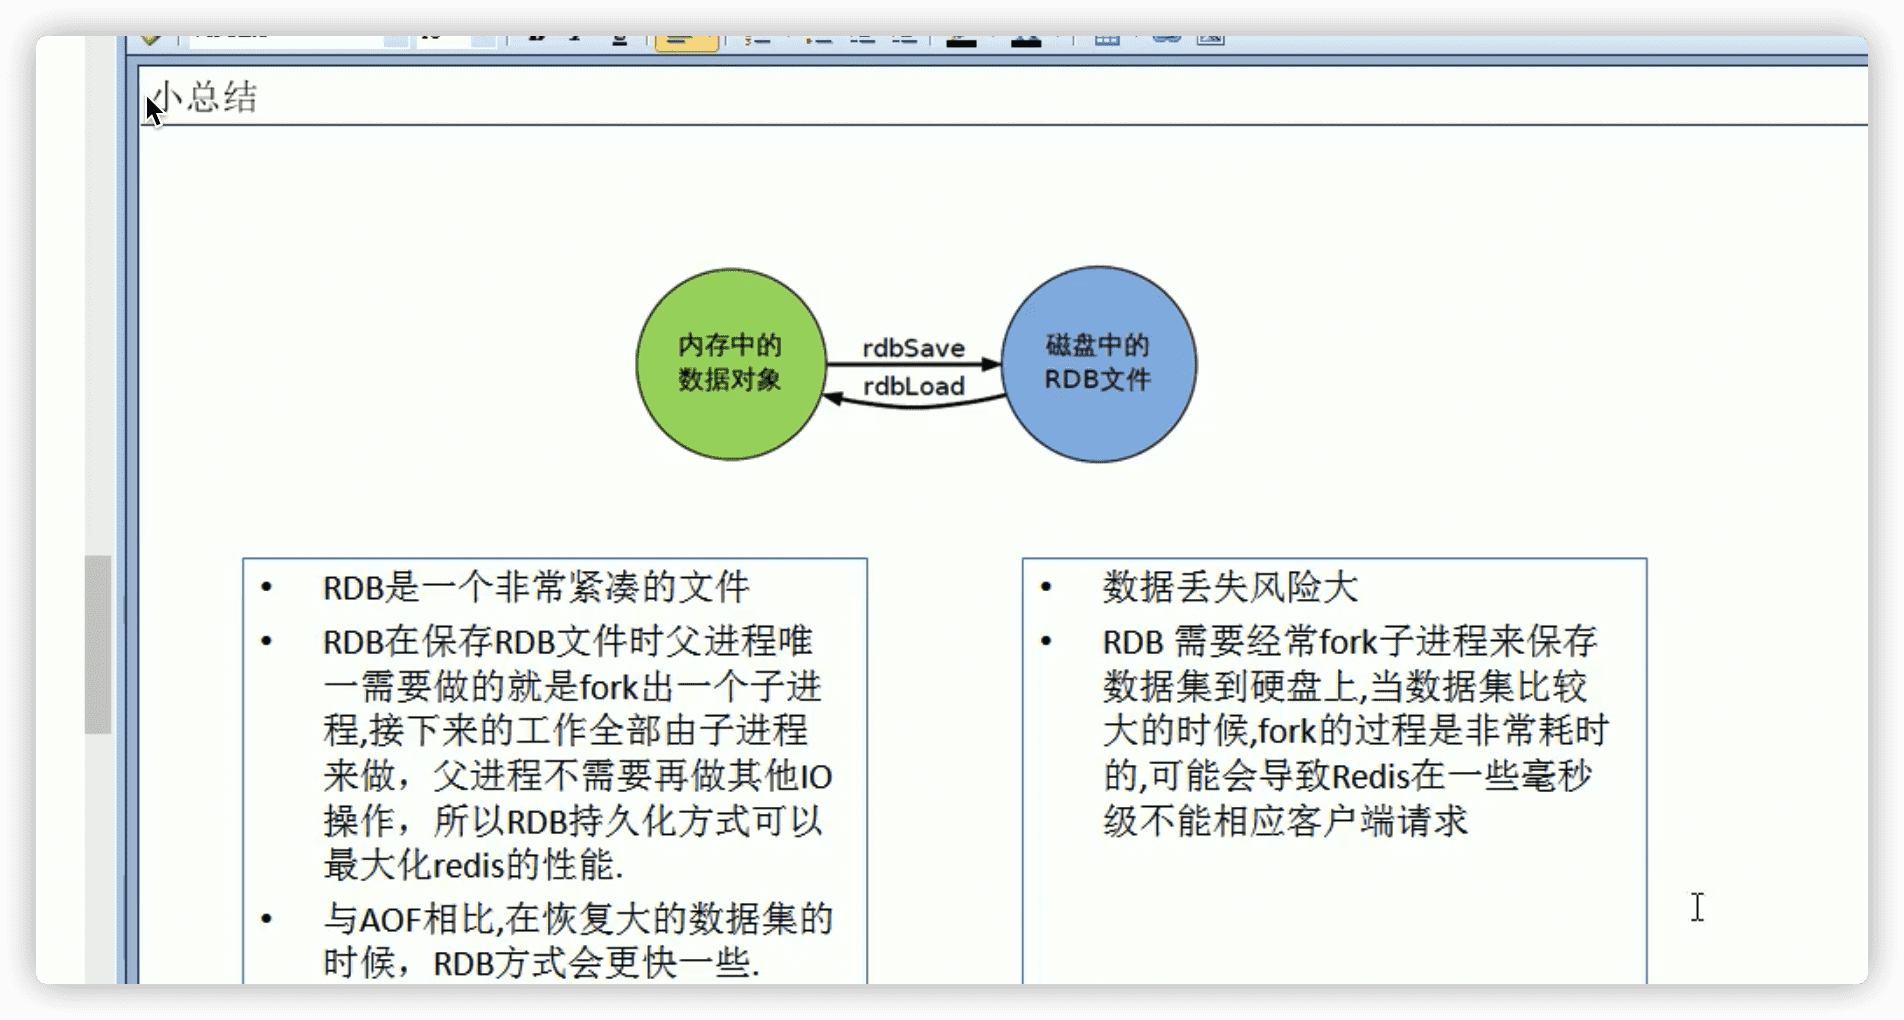 小总结
内存中的
数据对象
rdbSave
rdbLoad
磁盘中的
RDB文件
• RDB是一个非常紧凑的文件
• RDB在保存RDB文件时父进程唯
一需要做的就是fork出一个子进
程,接下来的工作全部由子进程
来做，父进程不需要再做其他IO
操作，所以RDB持久化方式可以
最大化redis的性能.
• 与AOF相比,在恢复大的数据集的
时候，RDB方式会更快一些.
• 数据丢失风险大
• RDB 需要经常fork子进程来保存
数据集到硬盘上,当数据集比较
大的时候,fork的过程是非常耗时
的,可能会导致Redis在一些毫秒
级不能相应客户端请求